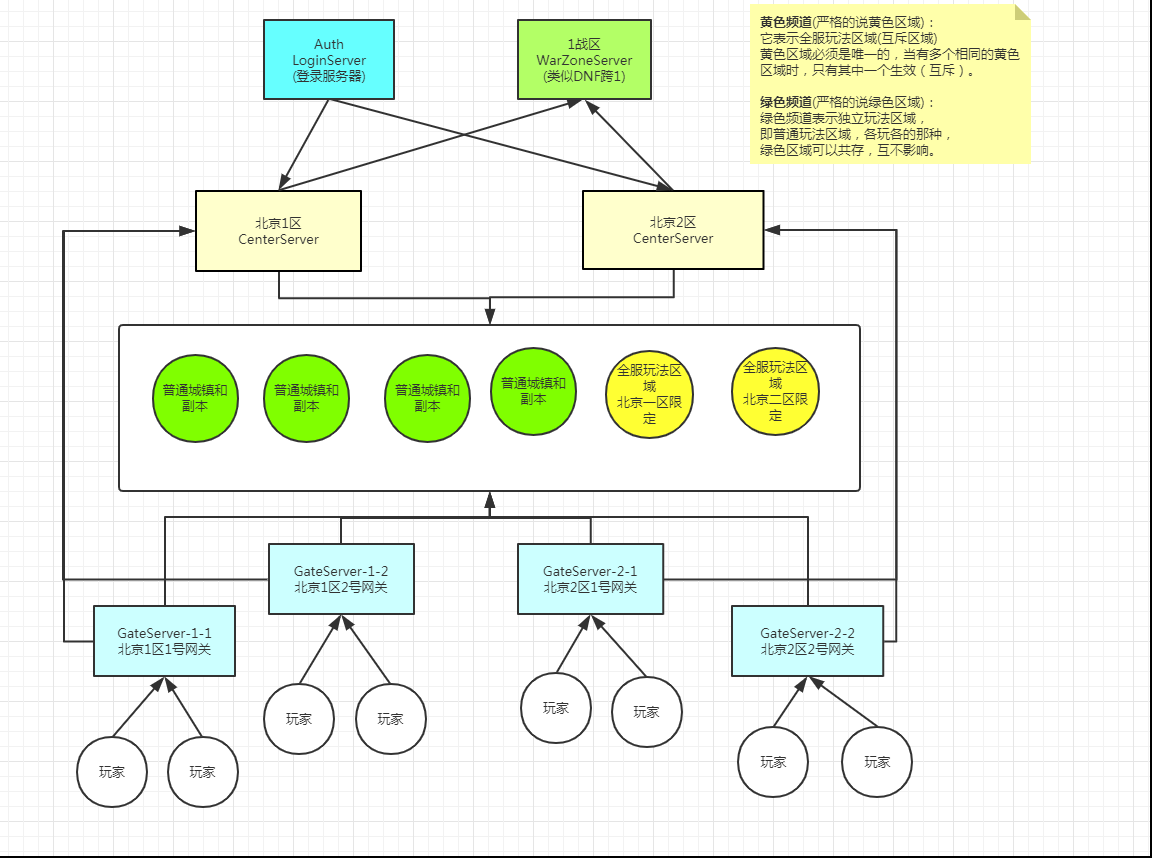 Auth
LoginServer
(登录服务器)
1战区
WarZoneServer
(类似DNF跨1)
黄色频道(严格的说黄色区域)：
它表示全服玩法区域(互斥区域)
黄色区域必须是唯一的，当有多个相同的黄色
区域时，只有其中一个生效（互斥）。
绿色频道(严格的说绿色区域)：
绿色频道表示独立玩法区域，
即普通玩法区域，各玩各的那种，
绿色区域可以共存，互不影响。
北京1区
CenterServer
北京2区
CenterServer
普通城镇和
副本
普通城镇和
副本
普通城镇和
副本
普通城镇和
副本
全服玩法区
域
北京一区限
定
全服玩法区
域
北京二区限
定
GateServer-1-2
北京1区2号网关
GateServer-2-1
北京2区1号网关
GateServer-1-1
北京1区1号网关
GateServer-2-2
北京2区2号网关
玩家
玩家
玩家
玩家
玩家
玩家
玩家
玩家